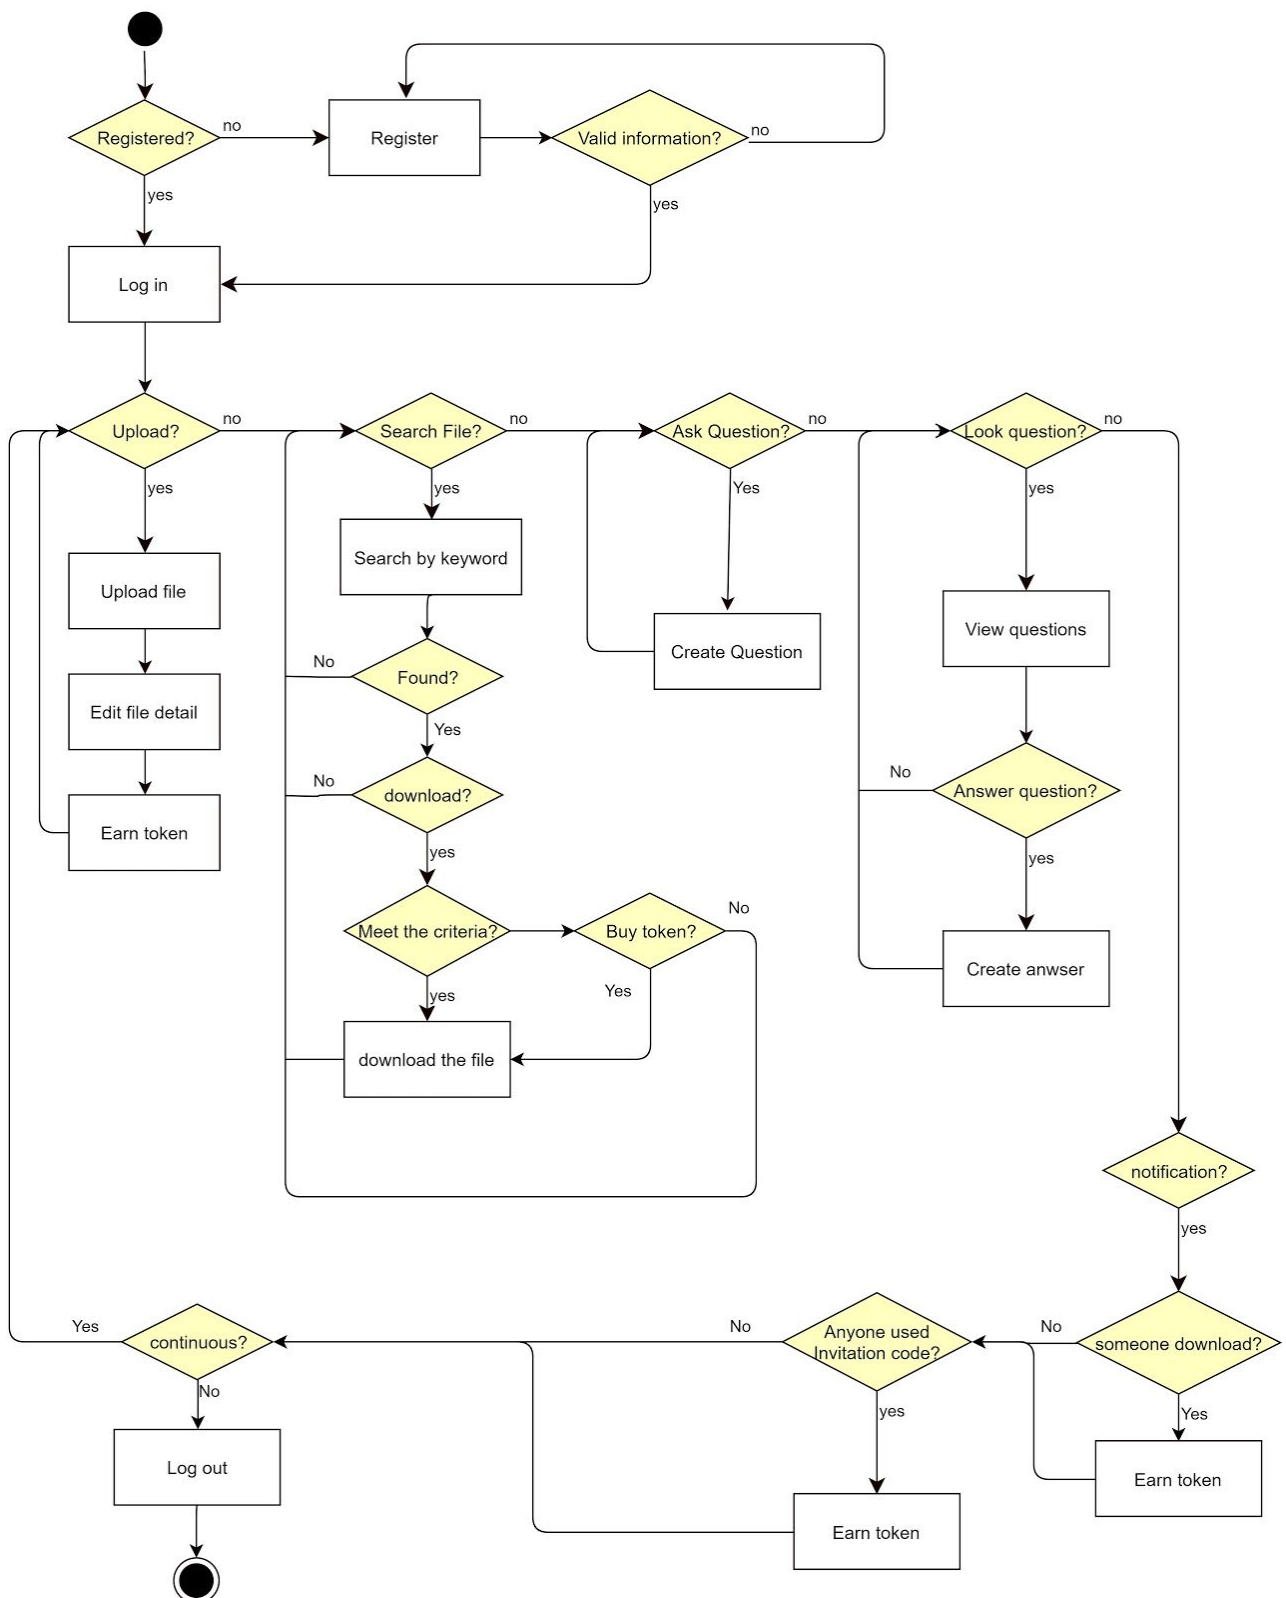 Registered?
no
Register
Valid information?
no
yes
yes
Log in
Upload?
no
Search File?
no
Ask Question?
no
Look question?
no
yes
yes
Yes
yes
Search by keyword
Upload file
Create Question
View questions
No
Found?
Yes
Edit file detail
No
download?
No
Answer question?
Earn token
yes
yes
Meet the criteria?
Buy token?
No
yes
Yes
Create anwser
download the file
notification?
yes
Yes
continuous?
No
Anyone used
Invitation code?
No
someone download?
No
yes
Yes
Log out
Earn token
Earn token